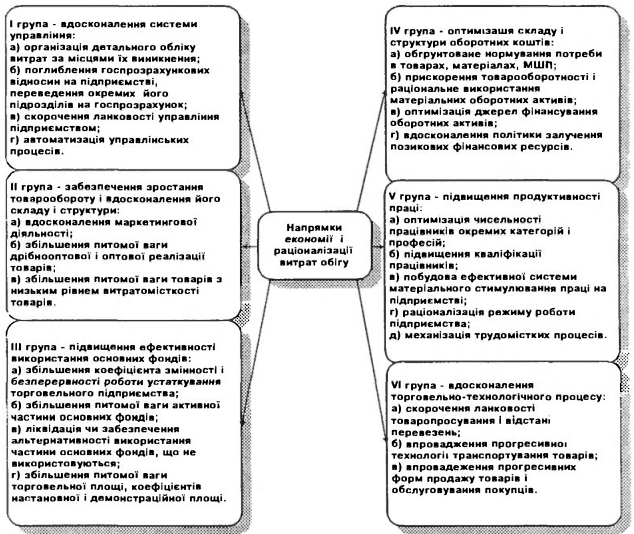 І група - вдосконалення системи
управління:
а) організація детального обліку
витрат за місцями їх виникнення;
б) поглиблення госпрозрахункових
відносин на підприємстві,
переведення окремих його
підрозділів на госпрозрахунок;
в) скорочення ланковості управління
підприємством;
г) автоматизація управлінських
процесів.
ІІ група - забезпечення зростання
товарообороту і вдосконалення його
складу і структури:
а) вдосконалення маркетингової
діяльності;
б) збільшення питомої ваги
дрібнооптової і оптової реалізації
товарів;
в) збільшення питомої ваги товарів з
низьким рівнем витратомісткості
товарів.
ІІІ група - підвищення ефективності
використання основних фондів:
а) збільшення коефіцієнта змінності і
безперервності роботи устаткування
торговельного підприємства;
б) збільшення питомої ваги активної
частини основних фондів;
в) ліквідація чи забезпечення
альтернативності використання
частини основних фондів, що не
використовуються;
г) збільшення питомої ваги
торговельної площі, коефіцієнтів
настановної і демонстраційної площі.
Напрямки
економії і
раціоналізації
витрат обігу
IV група - оптимізація складу і
структури оборотних коштів:
а) обґрунтоване нормування потреби
в товарах, матеріалах, МШП;
б) прискорення товарооборотності і
раціональне використання
матеріальних оборотних активів;
в) оптимізація джерел фінансування
оборотних активів;
г) вдосконалення політики залучення
позикових фінансових ресурсів.
V група - підвищення продуктивності
праці:
а) оптимізація чисельності
працівників окремих категорій і
професій;
б) підвищення кваліфікації
працівників;
в) побудова ефективної системи
матеріального стимулювання праці на
підприємстві;
г) раціоналізація режиму роботи
підприємства;
д) механізація трудомістких процесів.
VI група - вдосконалення
торговельно-технологічного процесу:
а) скорочення ланковості
товаропросування і відстані
перевезень;
б) впровадження прогресивної
технології транспортування товарів;
в) впровадеження прогресивних
форм продажу товарів і
обслуговування покупців.